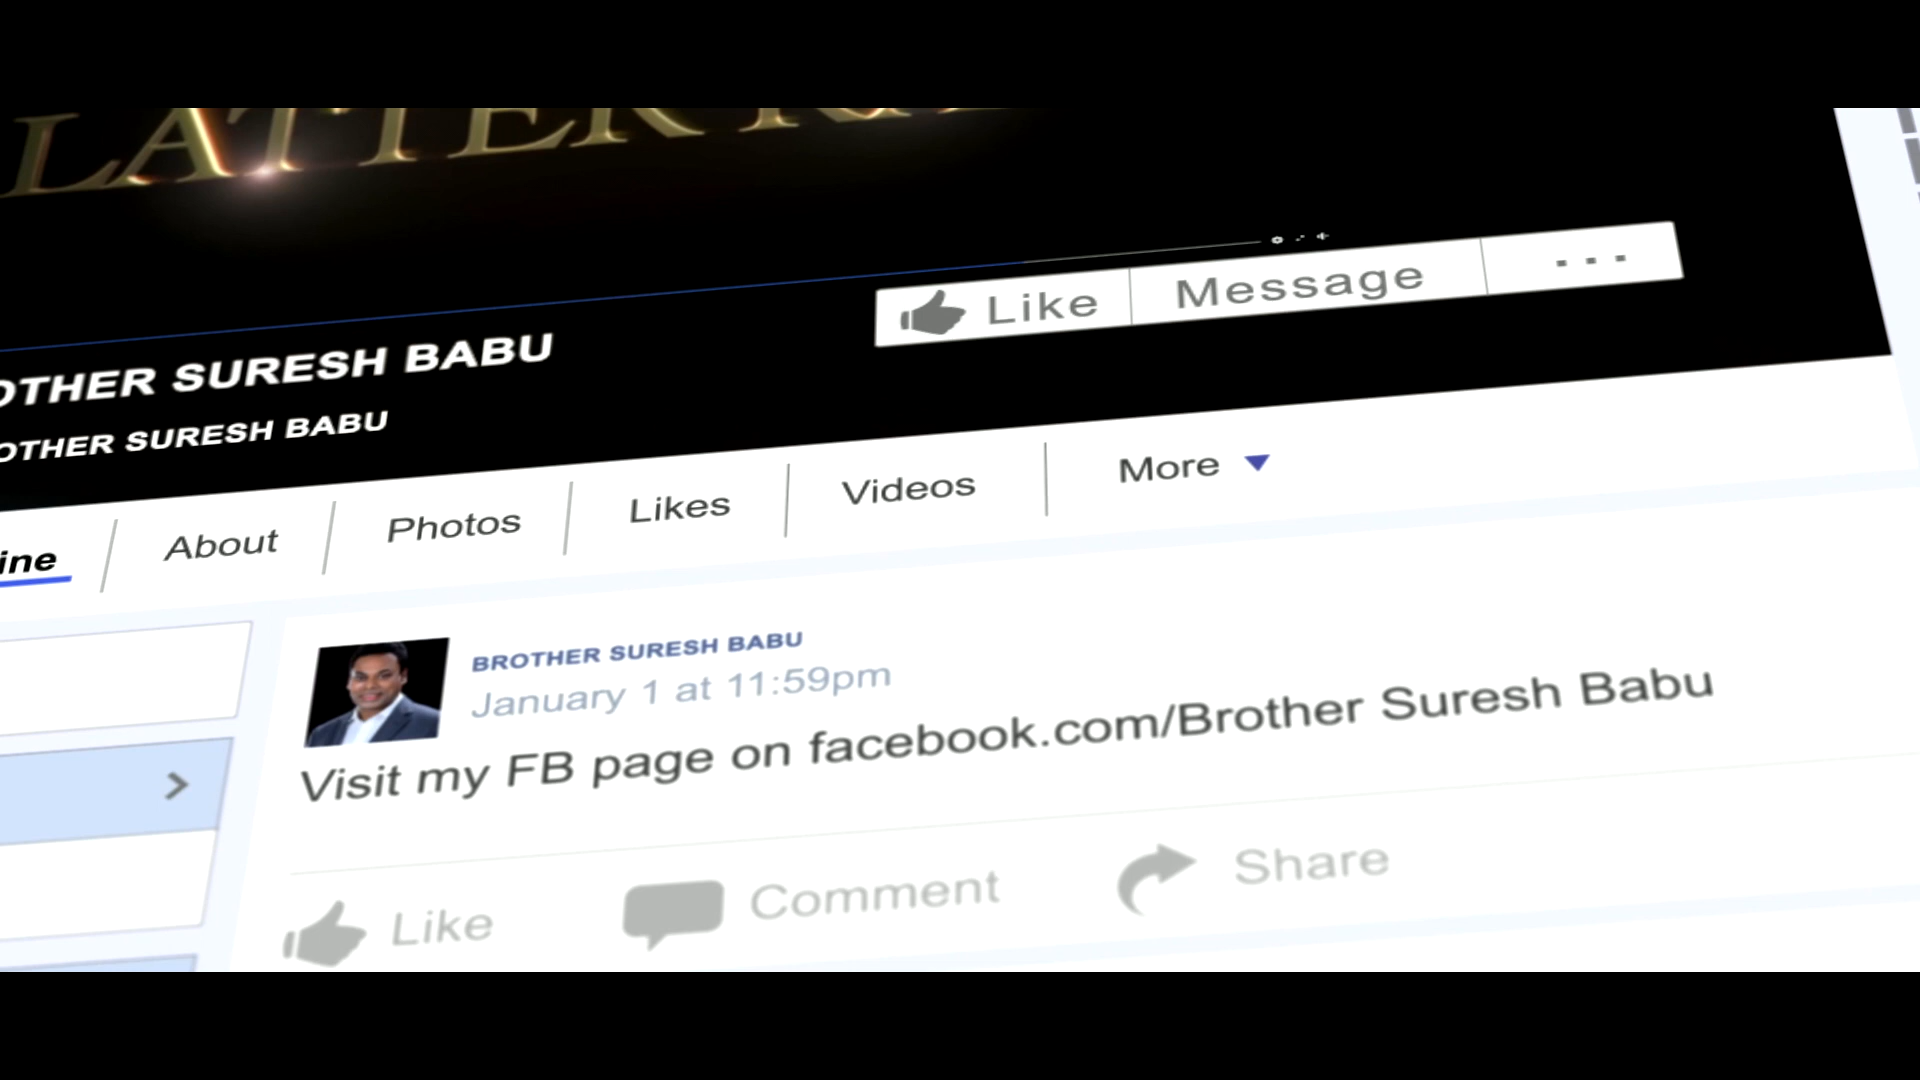 LATTER
OTHER SURESH BABU
OTHER SURESH BABU
Like
Message
...
ine
About
Photos
Likes
Videos
More
BROTHER SURESH BABU
January 1 at 11:59pm
Visit my FB page on facebook.com/Brother Suresh Babu
Like
Comment
Share